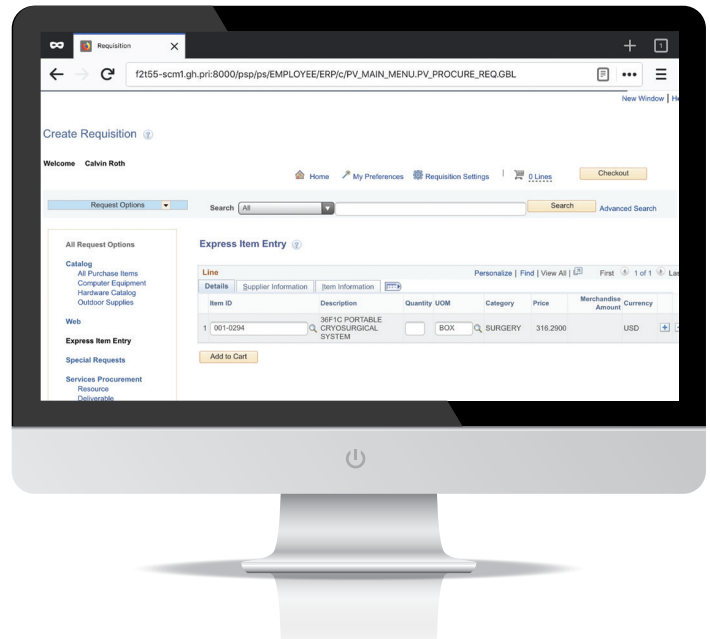 Requisition
1
f2t55-scm1.gh.pri:8000/psp/ps/EMPLOYEE/ERP/c/PV_MAIN_MENU.PV_PROCURE_REQ.GBL
New Window | He
Create Requisition
Welcome Calvin Roth
Home My Preferences Requisition Settings | 0 Lines Checkout
Request Options Search All Search Advanced Search
All Request Options
Catalog
All Purchase Items
Computer Equipment
Hardware Catalog
Outdoor Supplies
Web
Express Item Entry
Special Requests
Services Procurement
Resource
Deliverable
Express Item Entry
Line Personalize | Find | View All | First 1 of 1 Las
Details Supplier Information Item Information
Item ID Description Quantity UOM Category Price Merchandise Amount Currency
1 001-0294 36F1C PORTABLE CRYOSURGICAL SYSTEM BOX SURGERY 316.2900 USD
Add to Cart